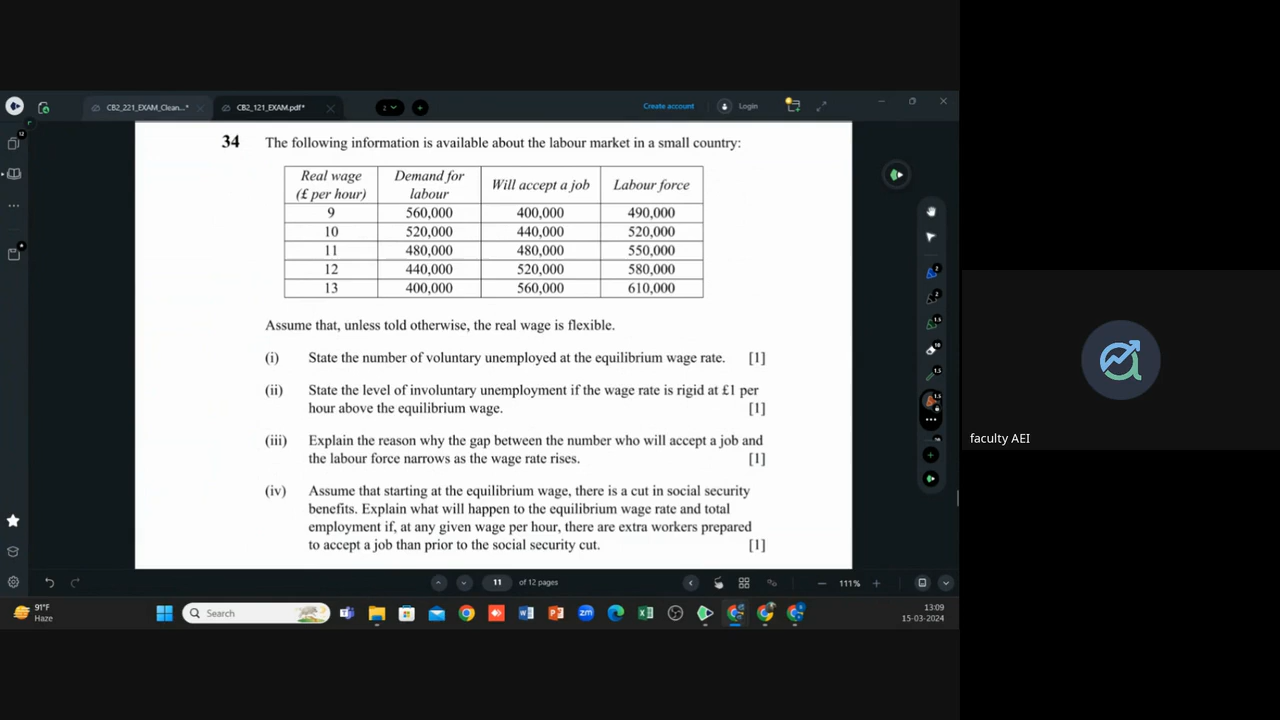 CB2_221_EXAM_Clean...*
CB2_121_EXAM.pdf*
2
Create account
Login
34 The following information is available about the labour market in a small country:
Real wage (£ per hour) Demand for labour Will accept a job Labour force
9 560,000 400,000 490,000
10 520,000 440,000 520,000
11 480,000 480,000 550,000
12 440,000 520,000 580,000
13 400,000 560,000 610,000
Assume that, unless told otherwise, the real wage is flexible.
(i) State the number of voluntary unemployed at the equilibrium wage rate. [1]
(ii) State the level of involuntary unemployment if the wage rate is rigid at £1 per
hour above the equilibrium wage. [1]
(iii) Explain the reason why the gap between the number who will accept a job and
the labour force narrows as the wage rate rises. [1]
(iv) Assume that starting at the equilibrium wage, there is a cut in social security
benefits. Explain what will happen to the equilibrium wage rate and total
employment if, at any given wage per hour, there are extra workers prepared
to accept a job than prior to the social security cut. [1]
faculty AEI
11 of 12 pages
111%
91°F
Haze
Search
13:09
15-03-2024